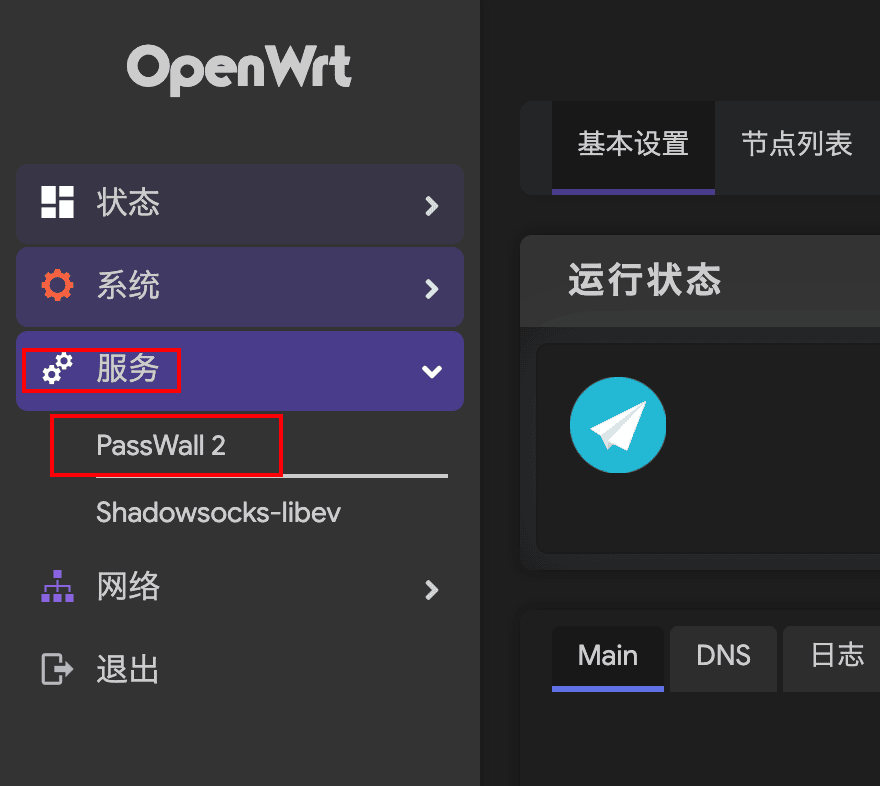 OpenWrt
状态
系统
服务
PassWall 2
Shadowsocks-libev
网络
退出
基本设置
节点列表
运行状态
Main
DNS
日志